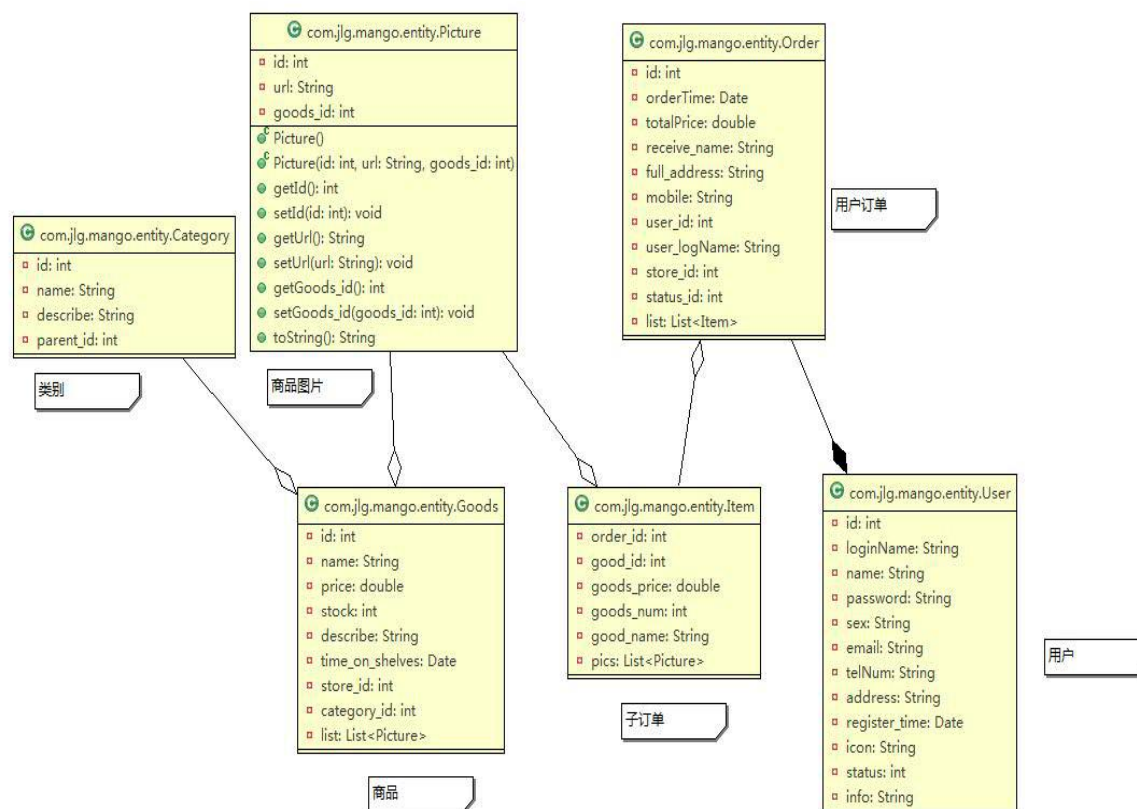 com.jlg.mango.entity.Picture
id: int
url: String
goods_id: int
Picture()
Picture(id: int, url: String, goods_id: int)
getId(): int
setId(id: int): void
getUrl(): String
setUrl(url: String): void
getGoods_id(): int
setGoods_id(goods_id: int): void
toString(): String
商品图片
com.jlg.mango.entity.Order
id: int
orderTime: Date
totalPrice: double
receive_name: String
full_address: String
mobile: String
user_id: int
user_logName: String
store_id: int
status_id: int
list: List<Item>
用户订单
com.jlg.mango.entity.Category
id: int
name: String
describe: String
parent_id: int
类别
com.jlg.mango.entity.Goods
id: int
name: String
price: double
stock: int
describe: String
time_on_shelves: Date
store_id: int
category_id: int
list: List<Picture>
商品
com.jlg.mango.entity.Item
order_id: int
good_id: int
goods_price: double
goods_num: int
good_name: String
pics: List<Picture>
子订单
com.jlg.mango.entity.User
id: int
loginName: String
name: String
password: String
sex: String
email: String
telNum: String
address: String
register_time: Date
icon: String
status: int
info: String
用户